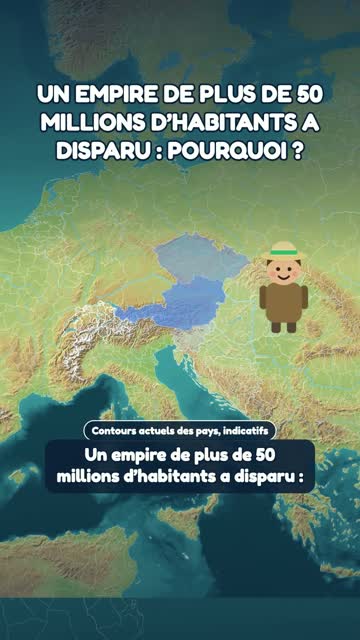 UN EMPIRE DE PLUS DE 50
MILLIONS D'HABITANTS A
DISPARU : POURQUOI ?
Contours actuels des pays, indicatifs
Un empire de plus de 50
millions d'habitants a disparu :